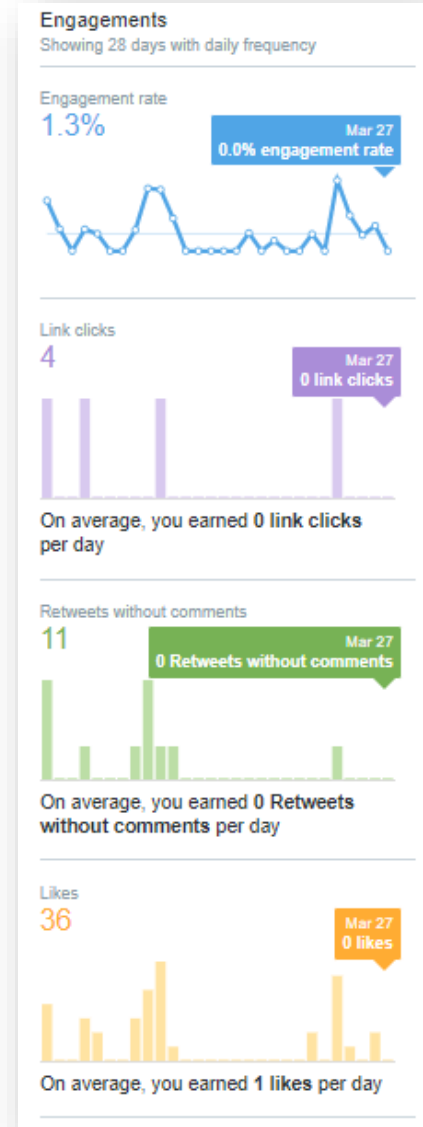 Engagements
Showing 28 days with daily frequency
Engagement rate
1.3%
Mar 27
0.0% engagement rate
Link clicks
4
Mar 27
0 link clicks
On average, you earned 0 link clicks
per day
Retweets without comments
11
Mar 27
0 Retweets without comments
On average, you earned 0 Retweets
without comments per day
Likes
36
Mar 27
0 likes
On average, you earned 1 likes per day